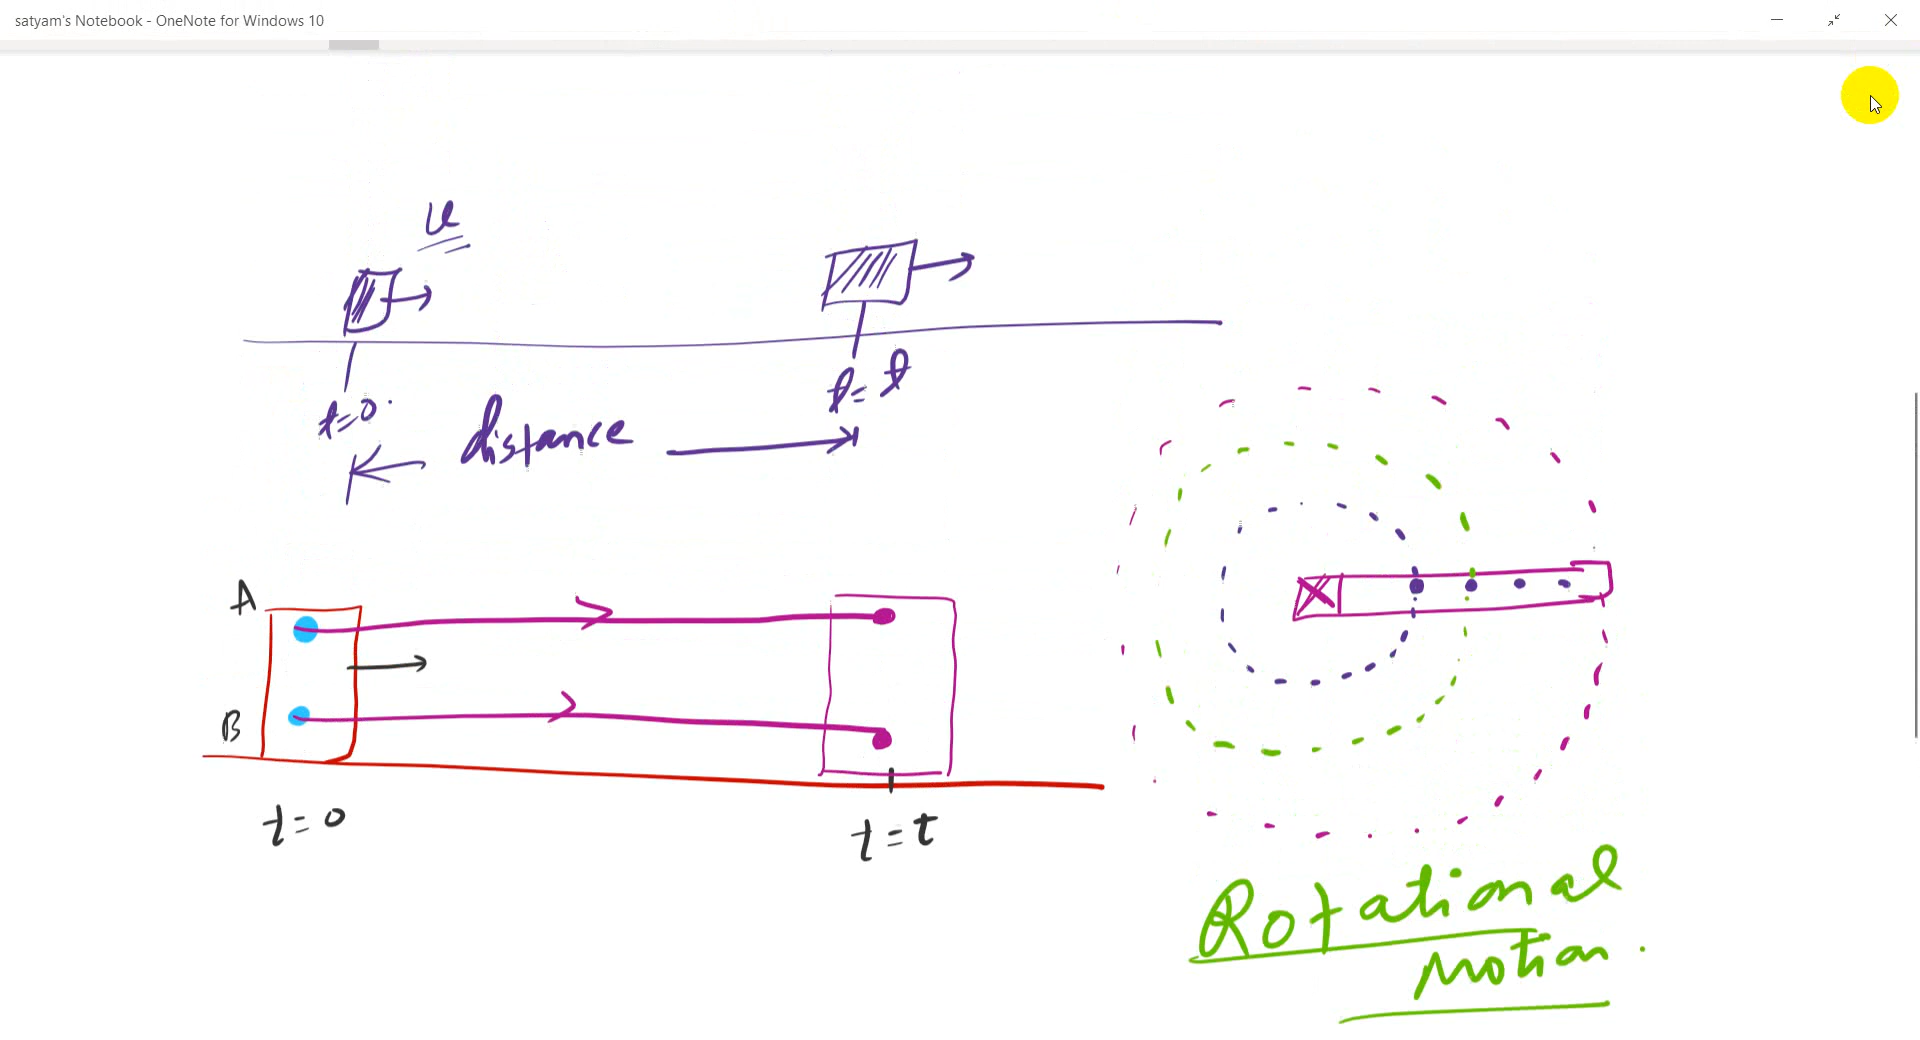 satyam's Notebook - OneNote for Windows 10
u
t=0
t=t
distance
A
B
t=0
t=t
Rotational
Motion.